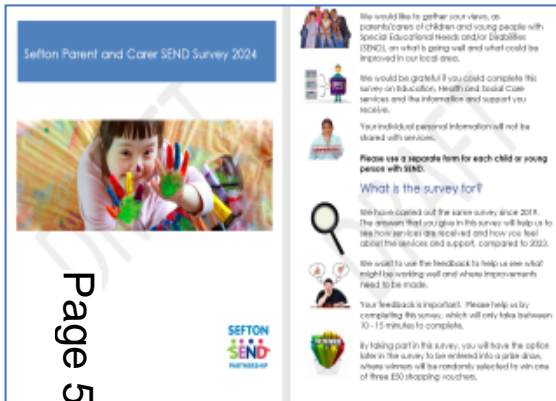 Sefton Parent and Carer SEND Survey 2024
DRAFT
Page 5
SEFTON
SEND
PARTNERSHIP
We would like to gather your views, as
parents/carers of children and young people with
Special Educational Needs and/or Disabilities
(SEND), on what is going well and what could be
improved in our local area.
We would be grateful if you could complete this
survey on Education, Health and Social Care
services and the information and support you
receive.
Your individual personal information will not be
shared with services.
Please use a separate form for each child or young
person with SEND.
What is the survey for?
We have carried out the same survey since 2019.
The answers that you give in this survey will help us to
see how services are received and how you feel
about the services and support, compared to 2023.
We want to use the feedback to help us see what
might be working well and where improvements
need to be made.
Your feedback is important. Please help us by
completing this survey, which will only take between
10 - 15 minutes to complete.
By taking part in this survey, you will have the option
later in the survey to be entered into a prize draw,
where winners will be randomly selected to win one
of three £50 shopping vouchers.
DRAFT